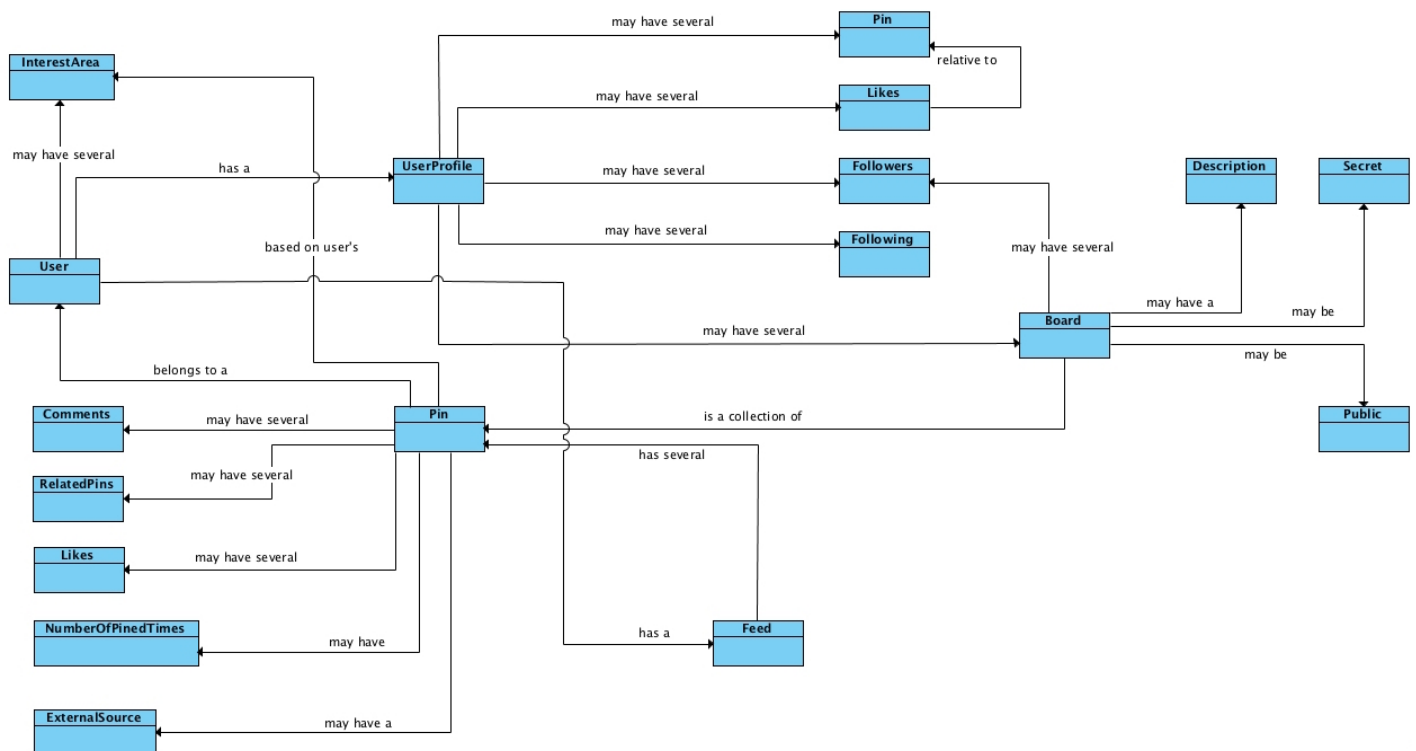 may have several
Pin
InterestArea
relative to
Likes
may have several
may have several
UserProfile
Followers
Description
Secret
has a
may have several
may have several
Following
based on user's
may have several
User
may have a
may be
Board
may have several
may be
belongs to a
Comments
may have several
Pin
is a collection of
Public
has several
RelatedPins
may have several
Likes
may have several
NumberOfPinedTimes
may have
has a
Feed
ExternalSource
may have a